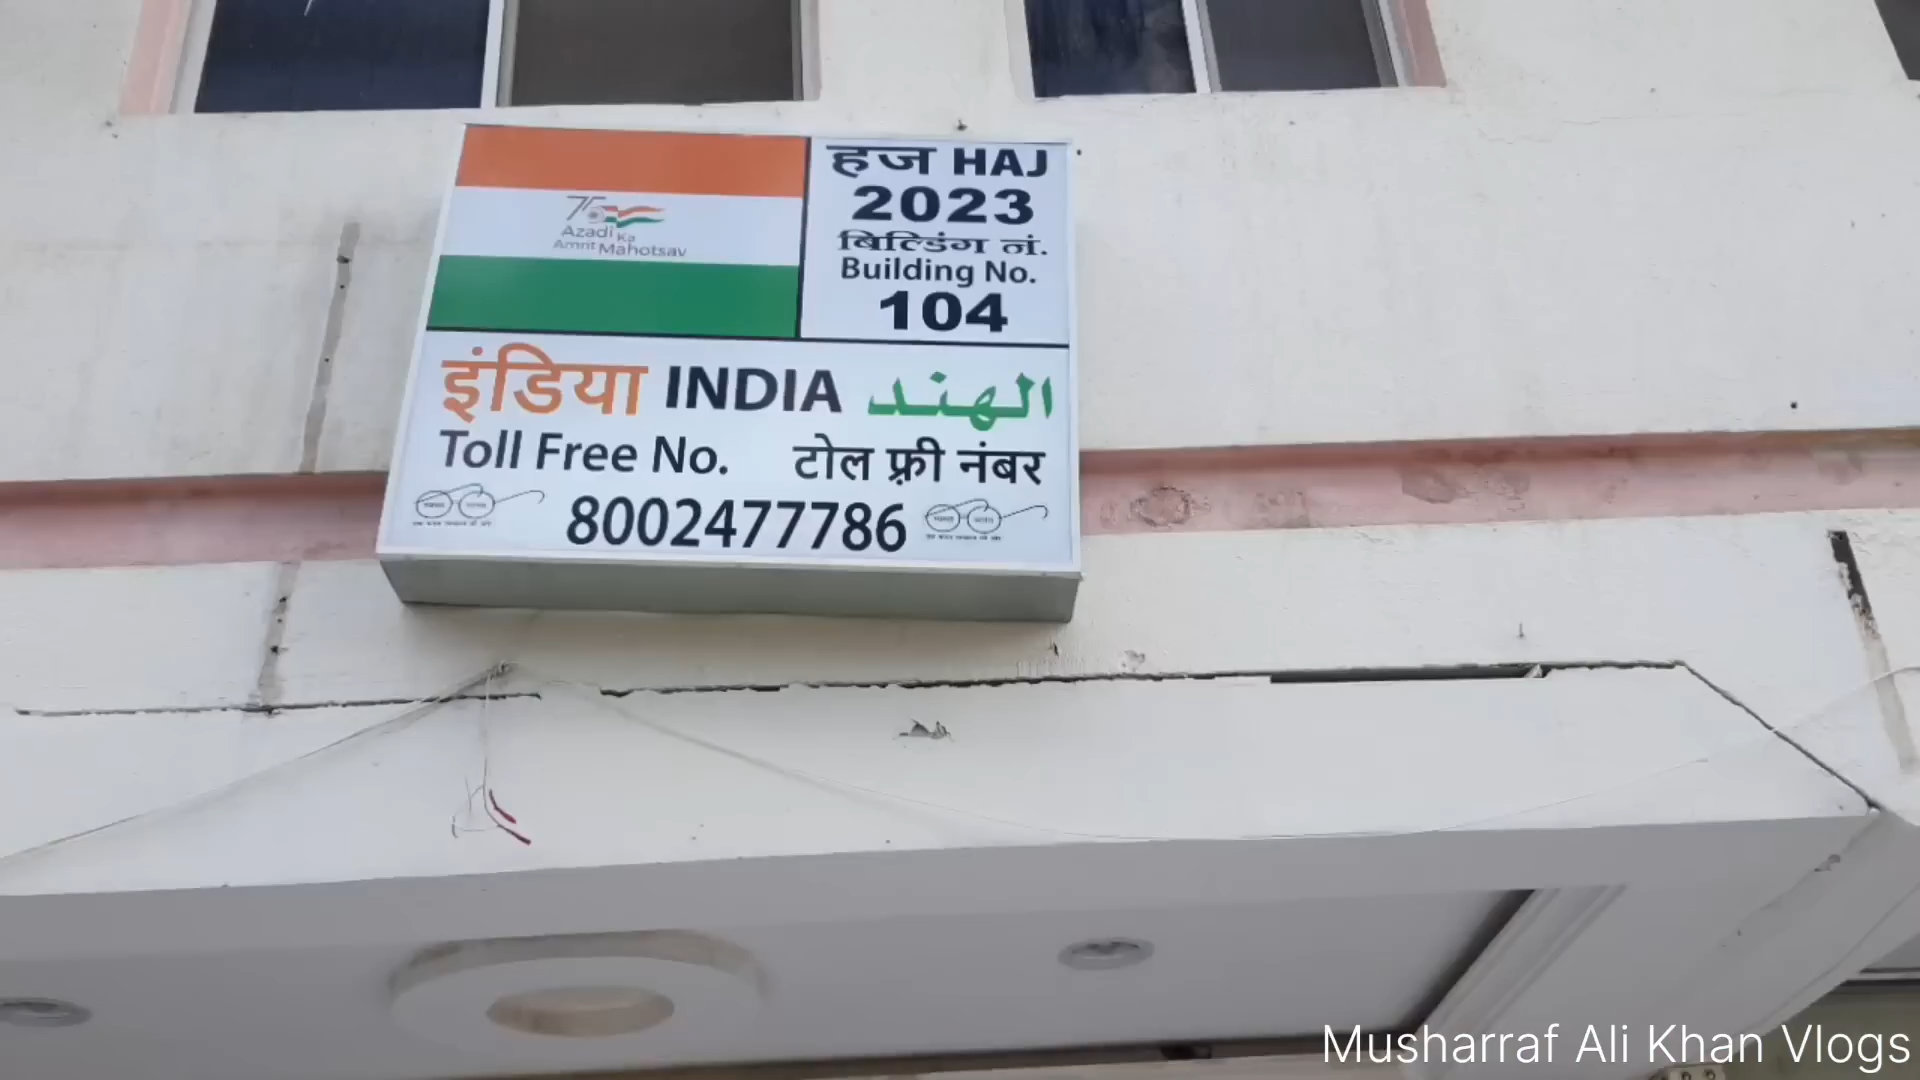 75
Azadi Ka
Amrit Mahotsav
हज HAJ
2023
बिल्डिंग नं.
Building No.
104
इंडिया INDIA الهند
Toll Free No. टोल फ़्री नंबर
8002477786
Musharraf Ali Khan Vlogs